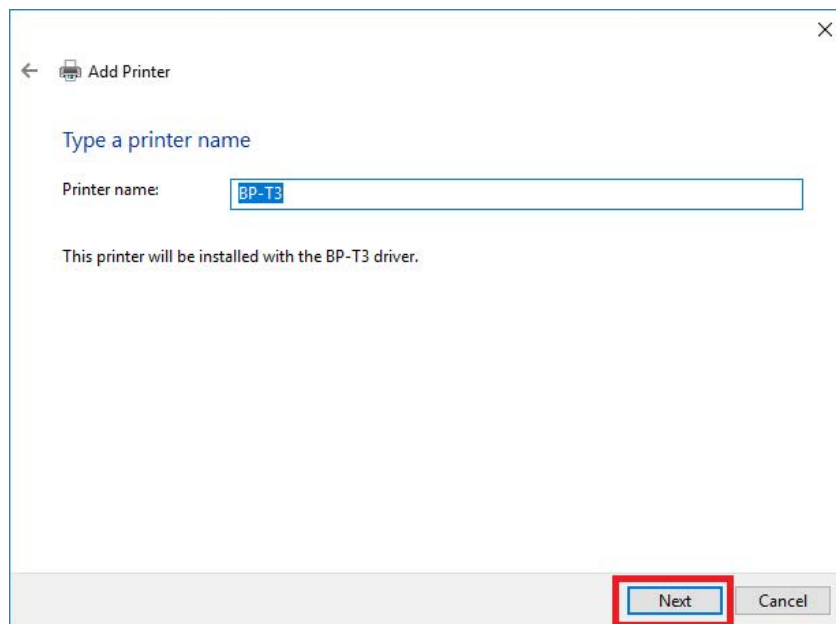 Add Printer
Type a printer name
Printer name: BP-T3
This printer will be installed with the BP-T3 driver.
Next Cancel